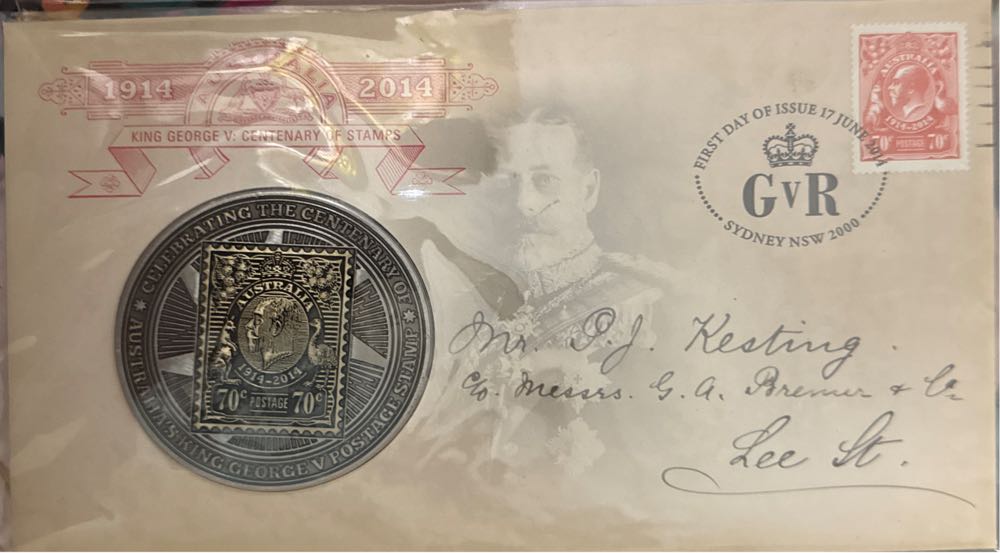 1914 AUSTRALIA 2014
KING GEORGE V: CENTENARY OF STAMPS
AUSTRALIA
1914-2014
70c POSTAGE 70c
FIRST DAY OF ISSUE 17 JUNE 2014
GVR
SYDNEY NSW 2000
CELEBRATING THE CENTENARY OF
AUSTRALIA'S KING GEORGE V POSTAGE STAMP
AUSTRALIA
1914-2014
70c POSTAGE 70c
Mr. P. J. Kesting.
c/o. Messrs. G. A. Bremer & Co
Lee St.